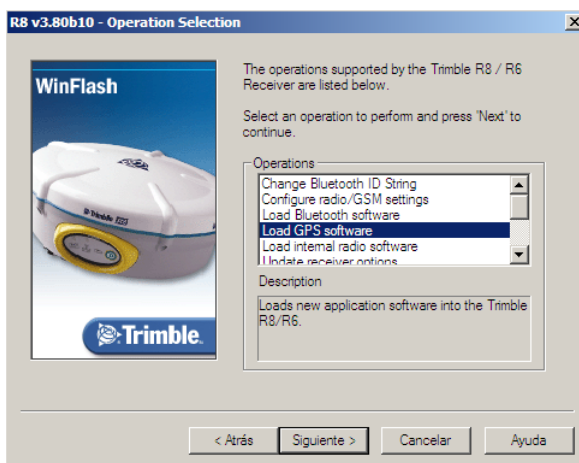 R8 v3.80b10 - Operation Selection
WinFlash
The operations supported by the Trimble R8 / R6
Receiver are listed below.
Select an operation to perform and press 'Next' to
continue.
Operations
Change Bluetooth ID String
Configure radio/GSM settings
Load Bluetooth software
Load GPS software
Load internal radio software
Update receiver options
Description
Loads new application software into the Trimble
R8/R6.
Trimble.
< Atrás
Siguiente >
Cancelar
Ayuda